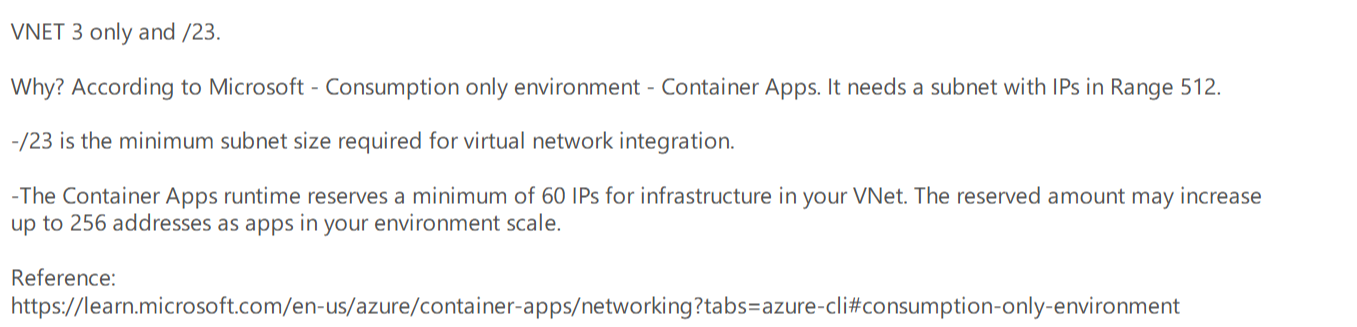 VNET 3 only and /23.
Why? According to Microsoft - Consumption only environment - Container Apps. It needs a subnet with IPs in Range 512.
-/23 is the minimum subnet size required for virtual network integration.
-The Container Apps runtime reserves a minimum of 60 IPs for infrastructure in your VNet. The reserved amount may increase
up to 256 addresses as apps in your environment scale.
Reference:
https://learn.microsoft.com/en-us/azure/container-apps/networking?tabs=azure-cli#consumption-only-environment